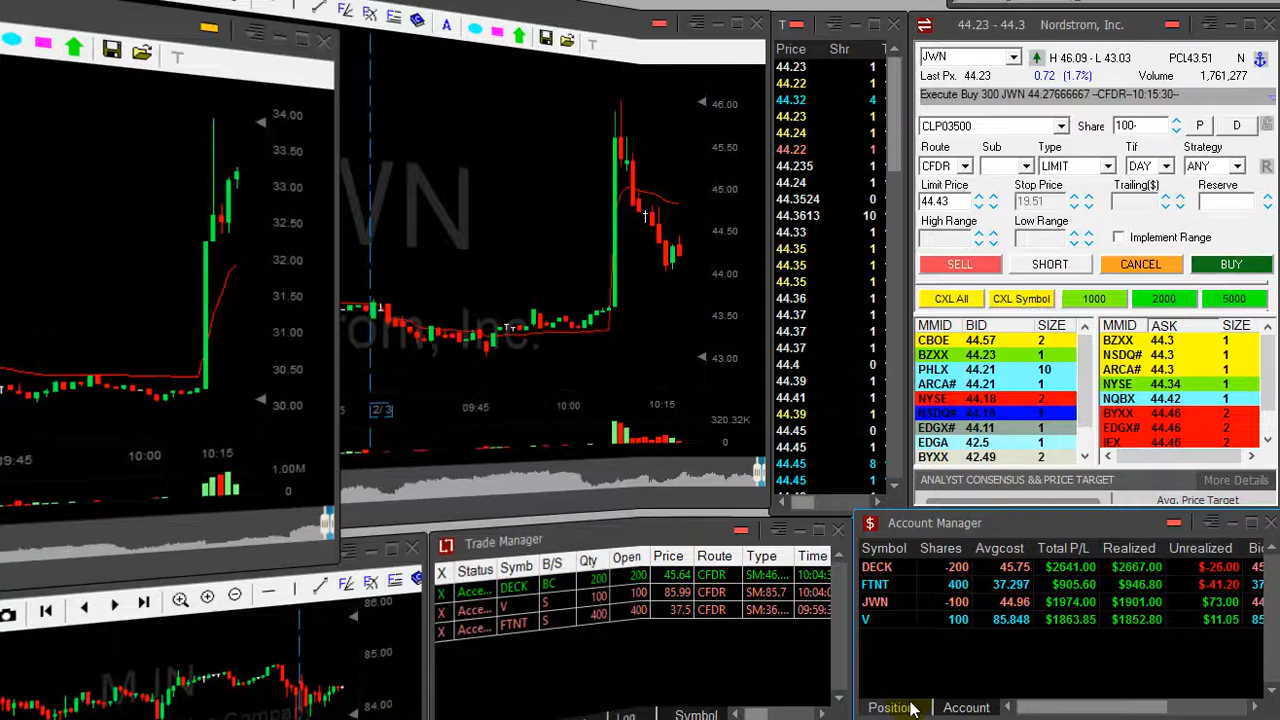 34.00
33.50
33.00
32.50
32.00
31.50
31.00
30.50
30.00
09:45
10:00
10:15
1.00M
0
A
T
T
WN
Nordstrom, Inc.
46.00
45.50
45.00
44.50
44.00
43.50
43.00
2/ 3
09:45
10:00
10:15
320.32K
0
T
Price Shr
44.23 1
44.22 1
44.32 4
44.23 1
44.24 1
44.22 1
44.235 1
44.24 1
44.3524 0
44.3613 10
44.33 1
44.35 1
44.35 1
44.35 1
44.36 1
44.37 1
44.37 1
44.37 1
44.4 0
44.39 1
44.41 1
44.39 1
44.45 0
44.45 0
44.45 8
44.45 1
44.23 - 44.3 Nordstrom, Inc.
JWN H 46.09 - L 43.03 PCL43.51 N
Last Px. 44.23 0.72 (1.7%) Volume 1,761,277
Execute Buy 300 JWN 44.27666667 --CFDR--10:15:30--
CLP03500 Share 100- P D
Route Sub Type Tif Strategy
CFDR LIMIT DAY ANY R
Limit Price Stop Price Trailing($) Reserve
44.43 19.51
High Range Low Range
Implement Range
SELL SHORT CANCEL BUY
CXL All CXL Symbol 1000 2000 5000
MMID BID SIZE MMID ASK SIZE
CBOE 44.57 2 BZXX 44.3 1
BZXX 44.23 1 NSDQ# 44.3 1
PHLX 44.21 10 ARCA# 44.3 1
ARCA# 44.21 1 NYSE 44.34 1
NYSE 44.18 2 NQBX 44.42 1
NSDQ# 44.16 1 BYXX 44.46 2
EDGX# 44.11 2 EDGX# 44.46 1
EDGA 42.5 1 IEX 44.46 2
BYXX 42.49 2
ANALYST CONSENSUS && PRICE TARGET More Details
Avg. Price Target
Trade Manager
X Status Symb B/S Qty Open Price Route Type Time
X Acce... DECK BC 200 200 45.64 CFDR SM:46.... 10:04:
X Acce... V S 100 100 85.99 CFDR SM:85.7 10:04:0
X Acce... FTNT S 400 400 37.5 CFDR SM:36.... 09:59:
Log Symbol
Account Manager
Symbol Shares Avgcost Total P/L Realized Unrealized
DECK -200 45.75 $2641.00 $2667.00 $-26.00 45
FTNT 400 37.297 $905.60 $946.80 $-41.20
JWN -100 44.96 $1974.00 $1901.00 $73.00 44
V 100 85.848 $1863.85 $1852.80 $11.05 85
Position Account
86.00
85.00
84.00